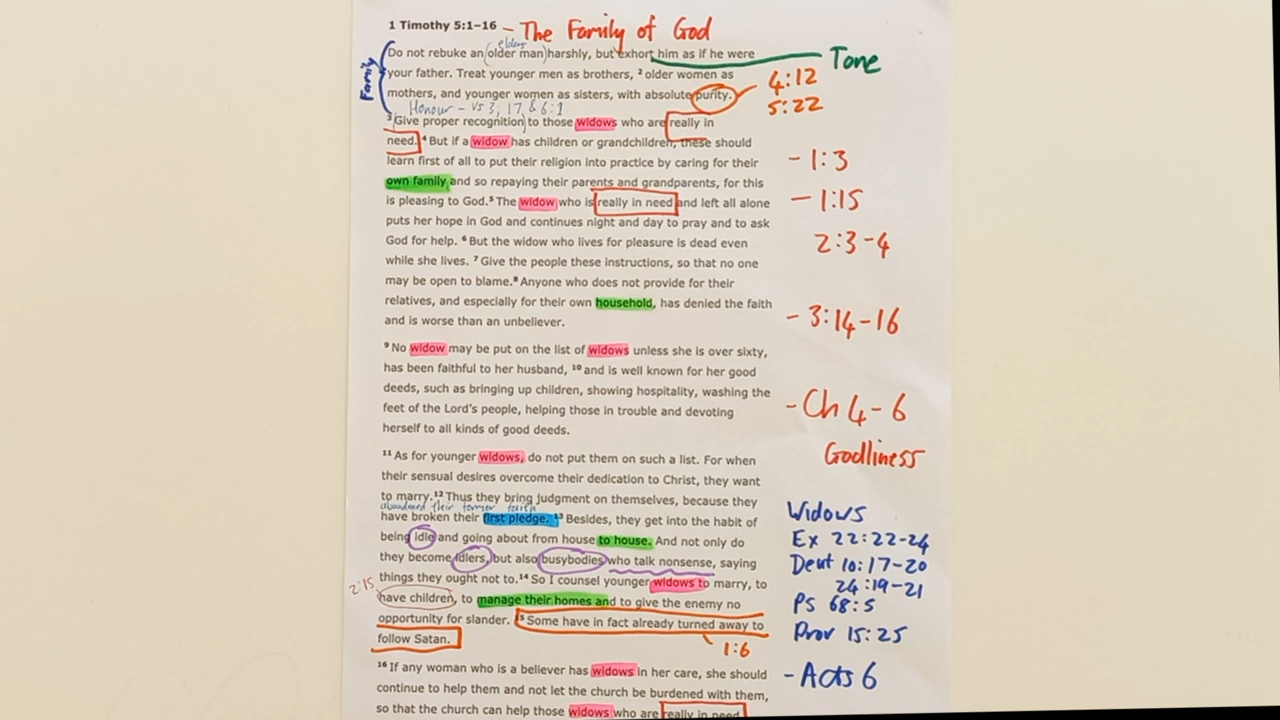 1 Timothy 5:1–16 – The Family of God
elder
Do not rebuke an older man harshly, but exhort him as if he were
Tone
Family
your father. Treat younger men as brothers, 2 older women as
4:12
mothers, and younger women as sisters, with absolute purity.
5:22
Honour – vs 3, 17, & 6:1
3 Give proper recognition to those widows who are really in
need. 4 But if a widow has children or grandchildren, these should
- 1:3
learn first of all to put their religion into practice by caring for their
own family and so repaying their parents and grandparents, for this
- 1:15
is pleasing to God. 5 The widow who is really in need and left all alone
puts her hope in God and continues night and day to pray and to ask
2:3-4
God for help. 6 But the widow who lives for pleasure is dead even
while she lives. 7 Give the people these instructions, so that no one
may be open to blame. 8 Anyone who does not provide for their
relatives, and especially for their own household, has denied the faith
- 3:14-16
and is worse than an unbeliever.
9 No widow may be put on the list of widows unless she is over sixty,
has been faithful to her husband, 10 and is well known for her good
deeds, such as bringing up children, showing hospitality, washing the
feet of the Lord's people, helping those in trouble and devoting
- Ch 4-6
herself to all kinds of good deeds.
Godliness
11 As for younger widows, do not put them on such a list. For when
their sensual desires overcome their dedication to Christ, they want
to marry. 12 Thus they bring judgment on themselves, because they
abandoned their former faith
have broken their first pledge. 13 Besides, they get into the habit of
being idle and going about from house to house. And not only do
they become idlers, but also busybodies who talk nonsense, saying
things they ought not to. 14 So I counsel younger widows to marry, to
2:15
have children, to manage their homes and to give the enemy no
opportunity for slander. 15 Some have in fact already turned away to
follow Satan.
1:6
16 If any woman who is a believer has widows in her care, she should
continue to help them and not let the church be burdened with them,
so that the church can help those widows who are really in need.
Widows
Ex 22:22-24
Deut 10:17-20
24:19-21
Ps 68:5
Prov 15:25
- Acts 6